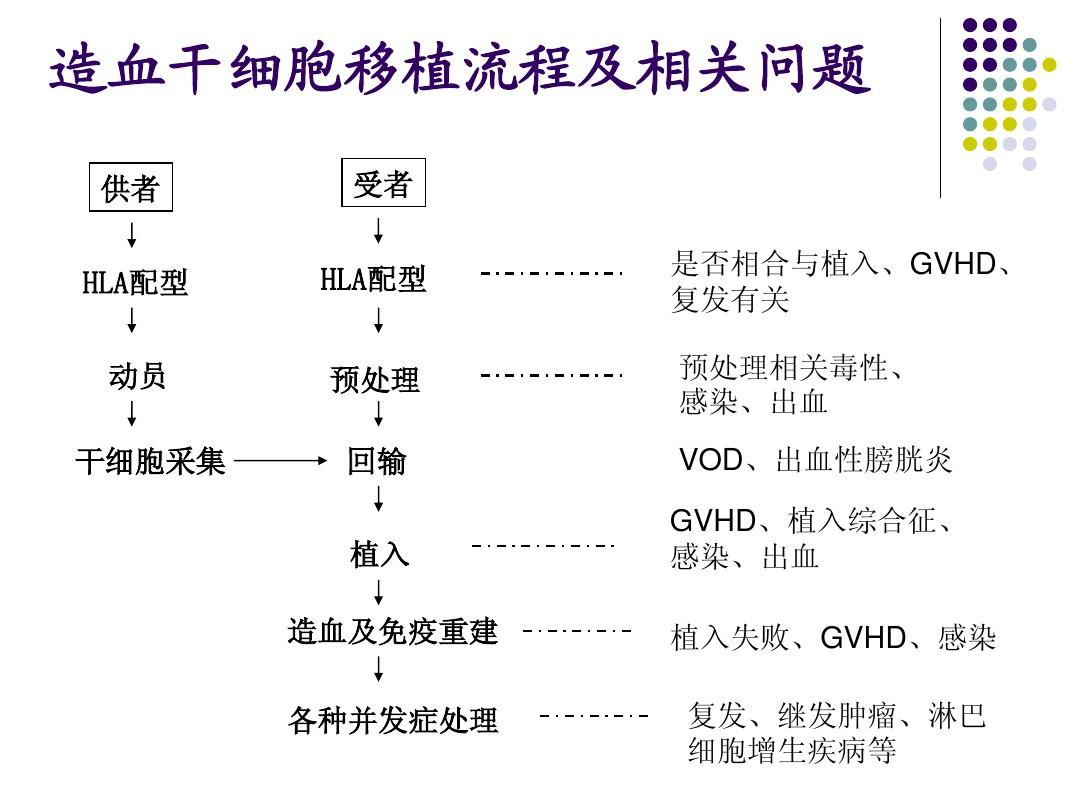 造血干细胞移植流程及相关问题
供者
受者
HLA配型
HLA配型
是否相合与植入、GVHD、
复发有关
动员
预处理
预处理相关毒性、
感染、出血
干细胞采集
回输
VOD、出血性膀胱炎
植入
GVHD、植入综合征、
感染、出血
造血及免疫重建
植入失败、GVHD、感染
各种并发症处理
复发、继发肿瘤、淋巴
细胞增生疾病等